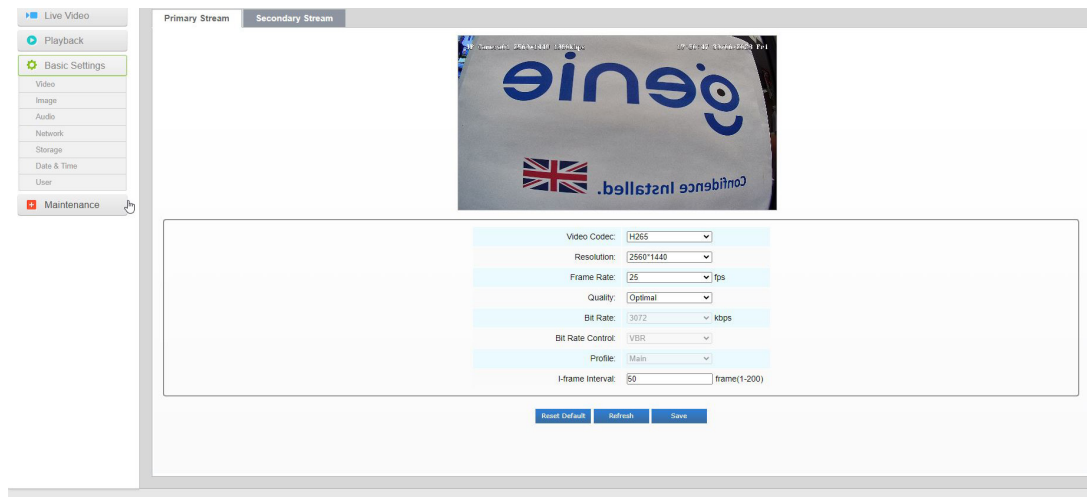 Live Video
Playback
Basic Settings
Video
Image
Audio
Network
Storage
Date & Time
User
Maintenance
Primary Stream Secondary Stream
genie
Confidence Installed.
Video Codec: H265
Resolution: 2560*1440
Frame Rate: 25 fps
Quality: Optimal
Bit Rate: 3072 kbps
Bit Rate Control: VBR
Profile: Main
I-frame Interval: 50 frame(1-200)
Reset Default Refresh Save